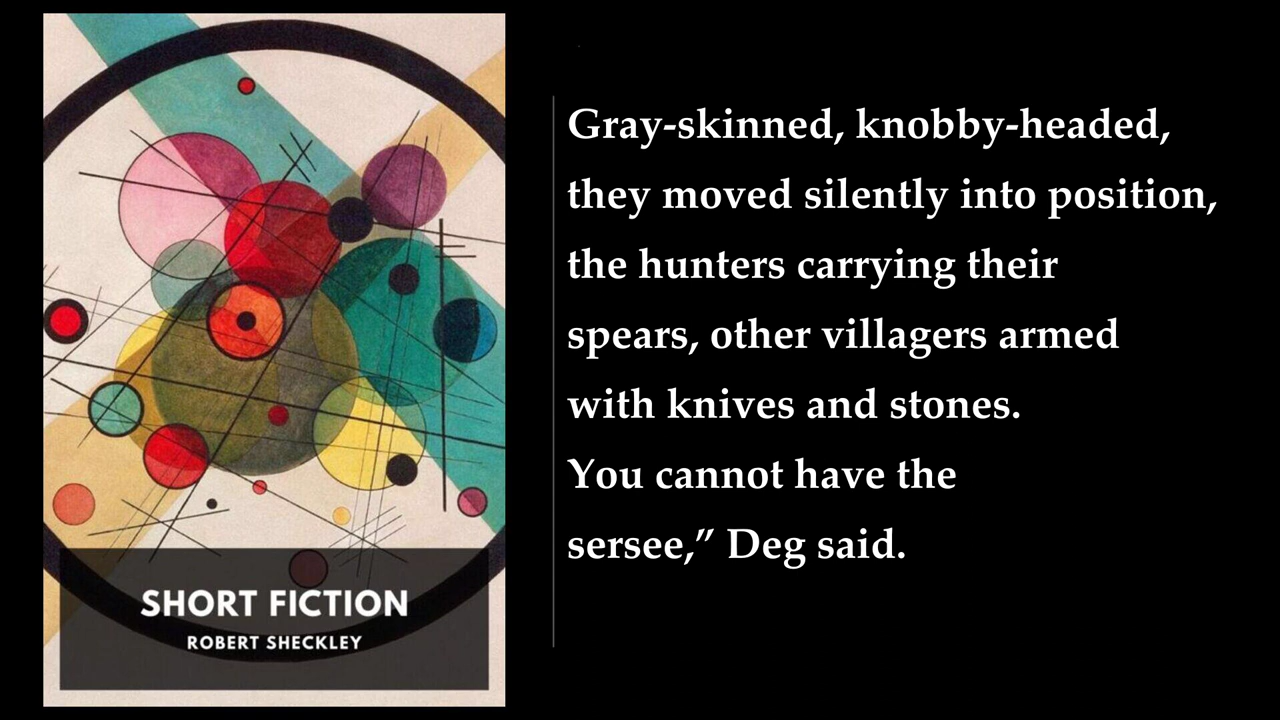 SHORT FICTION
ROBERT SHECKLEY
Gray-skinned, knobby-headed,
they moved silently into position,
the hunters carrying their
spears, other villagers armed
with knives and stones.
You cannot have the
sersee,” Deg said.